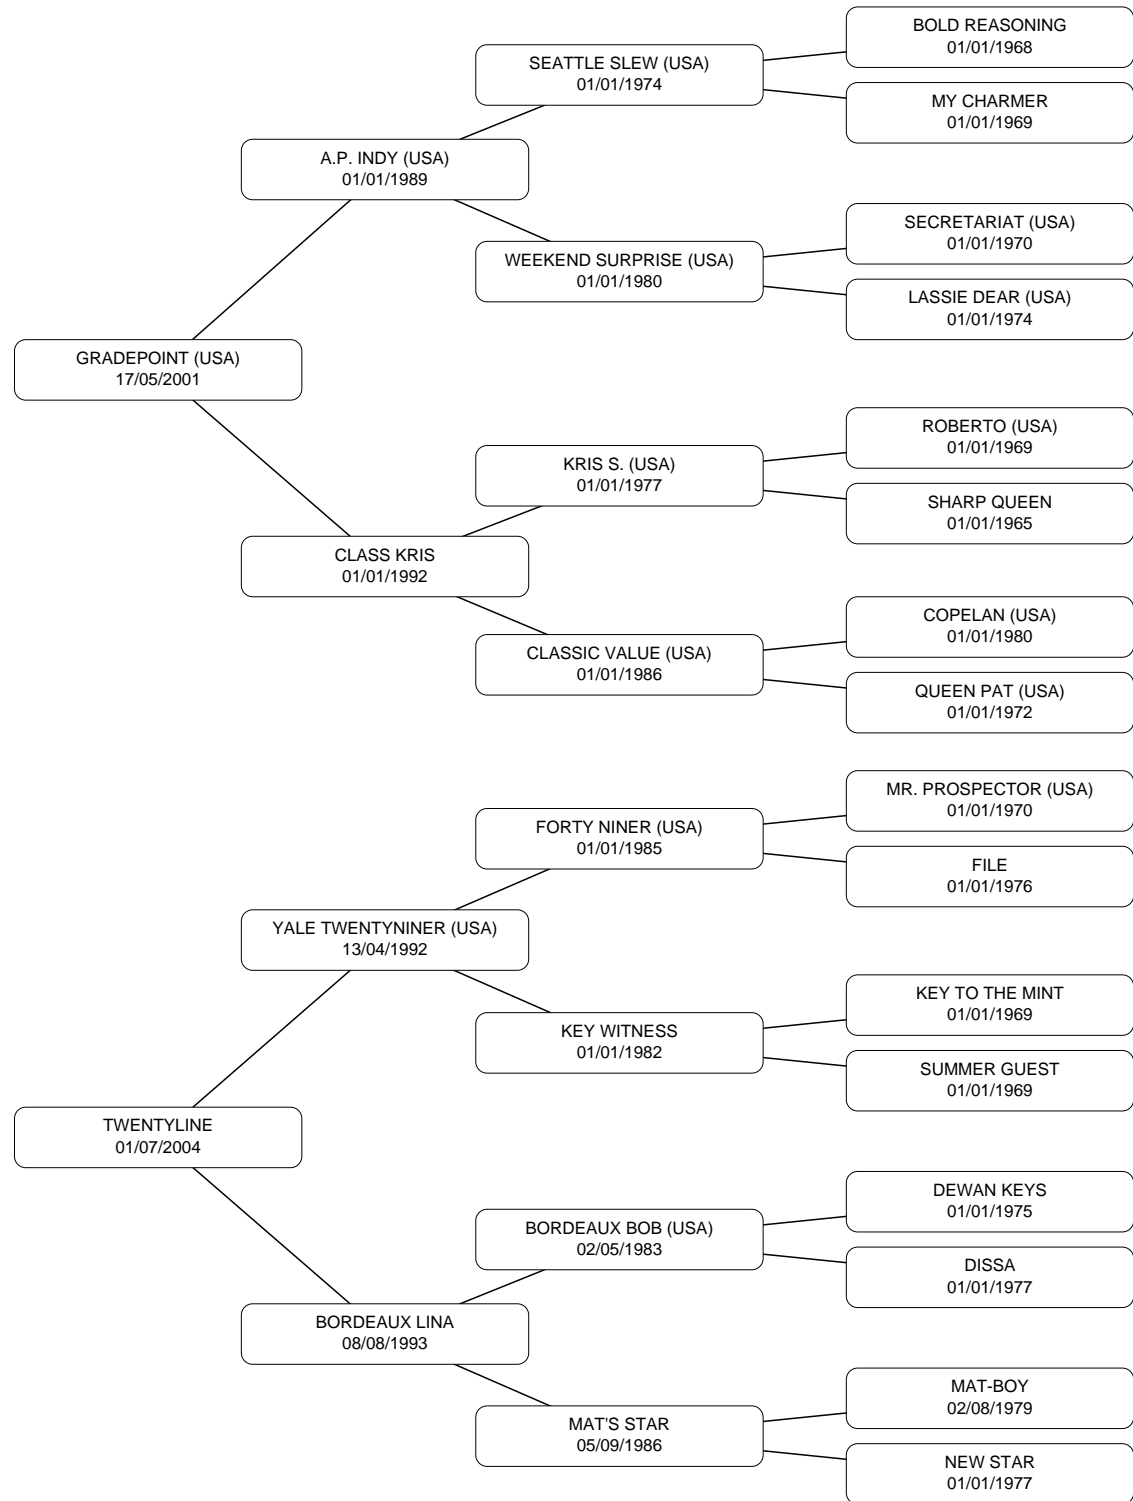 BOLD REASONING
01/01/1968
SEATTLE SLEW (USA)
01/01/1974
MY CHARMER
01/01/1969
A.P. INDY (USA)
01/01/1989
SECRETARIAT (USA)
01/01/1970
WEEKEND SURPRISE (USA)
01/01/1980
LASSIE DEAR (USA)
01/01/1974
GRADEPOINT (USA)
17/05/2001
ROBERTO (USA)
01/01/1969
KRIS S. (USA)
01/01/1977
SHARP QUEEN
01/01/1965
CLASS KRIS
01/01/1992
COPELAN (USA)
01/01/1980
CLASSIC VALUE (USA)
01/01/1986
QUEEN PAT (USA)
01/01/1972
MR. PROSPECTOR (USA)
01/01/1970
FORTY NINER (USA)
01/01/1985
FILE
01/01/1976
YALE TWENTYNINER (USA)
13/04/1992
KEY TO THE MINT
01/01/1969
KEY WITNESS
01/01/1982
SUMMER GUEST
01/01/1969
TWENTYLINE
01/07/2004
DEWAN KEYS
01/01/1975
BORDEAUX BOB (USA)
02/05/1983
DISSA
01/01/1977
BORDEAUX LINA
08/08/1993
MAT-BOY
02/08/1979
MAT'S STAR
05/09/1986
NEW STAR
01/01/1977